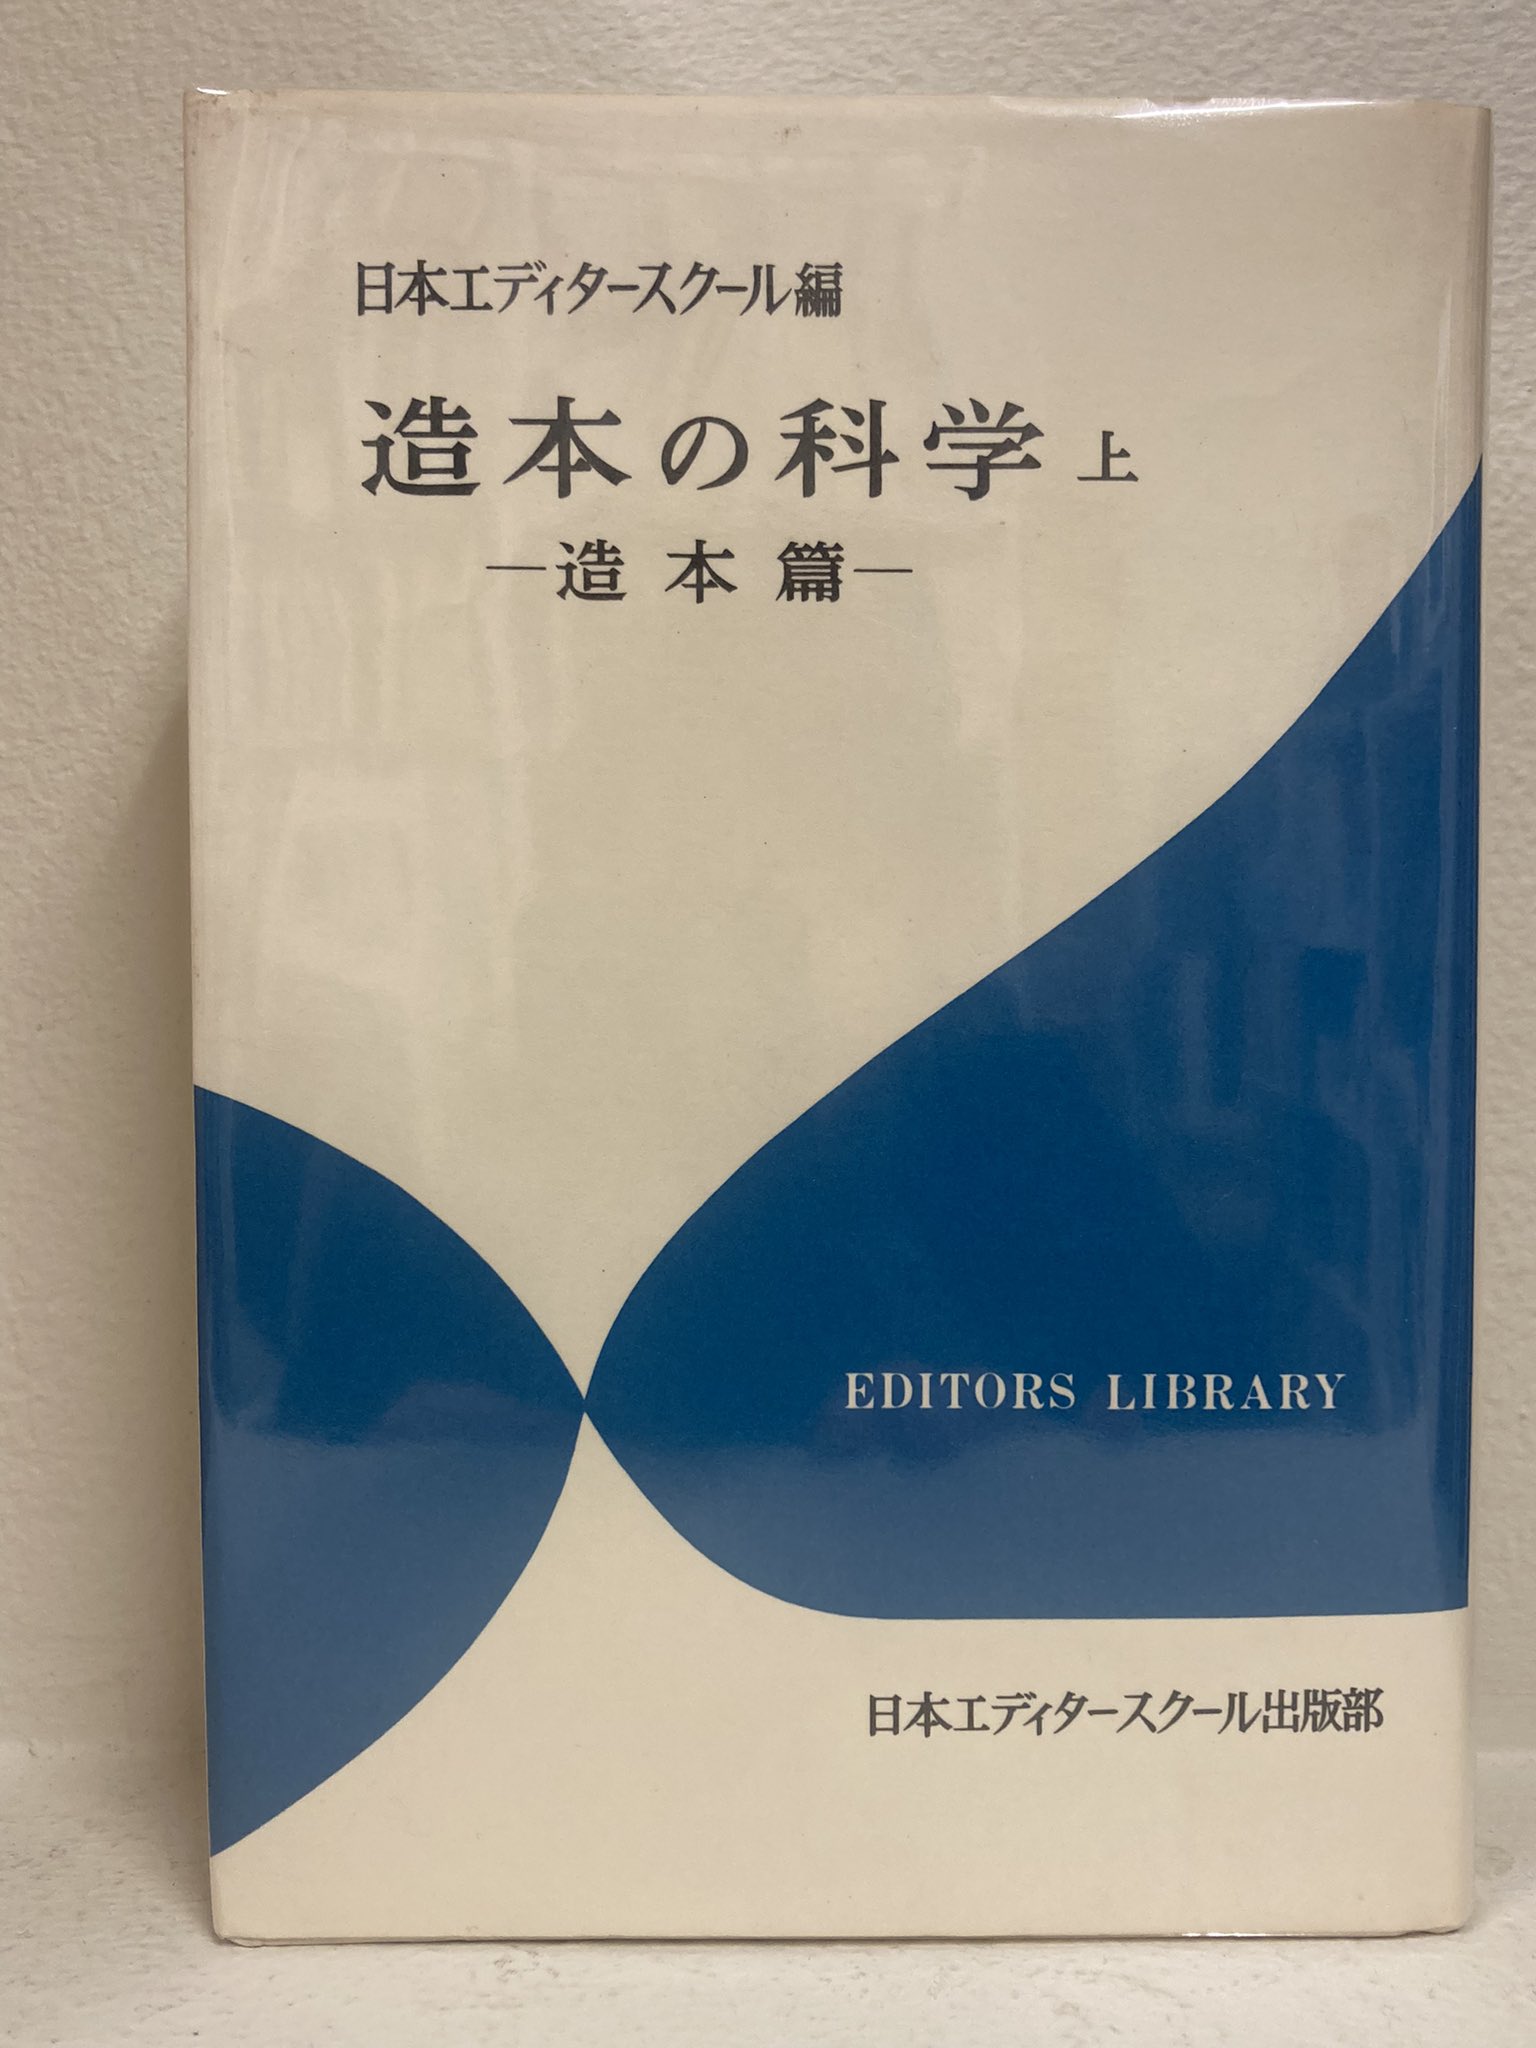 日本エディタースクール編
造本の科学 上
―造本篇―
EDITORS LIBRARY
日本エディタースクール出版部